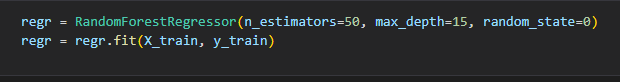 regr = RandomForestRegressor(n_estimators=50, max_depth=15, random_state=0)
regr = regr.fit(X_train, y_train)